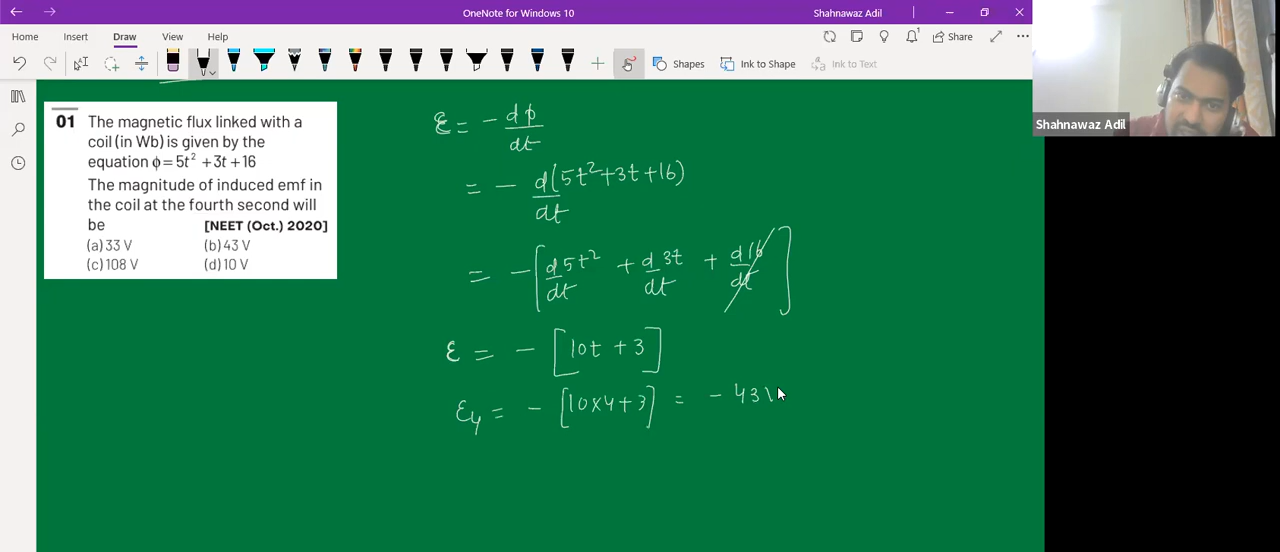 OneNote for Windows 10
Shahnawaz Adil
Home Insert Draw View Help
Share
Shapes Ink to Shape Ink to Text
Shahnawaz Adil
01 The magnetic flux linked with a
coil (in Wb) is given by the
equation ϕ = 5t² + 3t + 16
The magnitude of induced emf in
the coil at the fourth second will
be [NEET (Oct.) 2020]
(a) 33 V (b) 43 V
(c) 108 V (d) 10 V
ε = - dϕ/dt
= - d(5t²+3t+16)/dt
= - [d5t²/dt + d3t/dt + d16/dt]
ε = - [10t + 3]
ε₄ = - [10×4+3] = - 43V